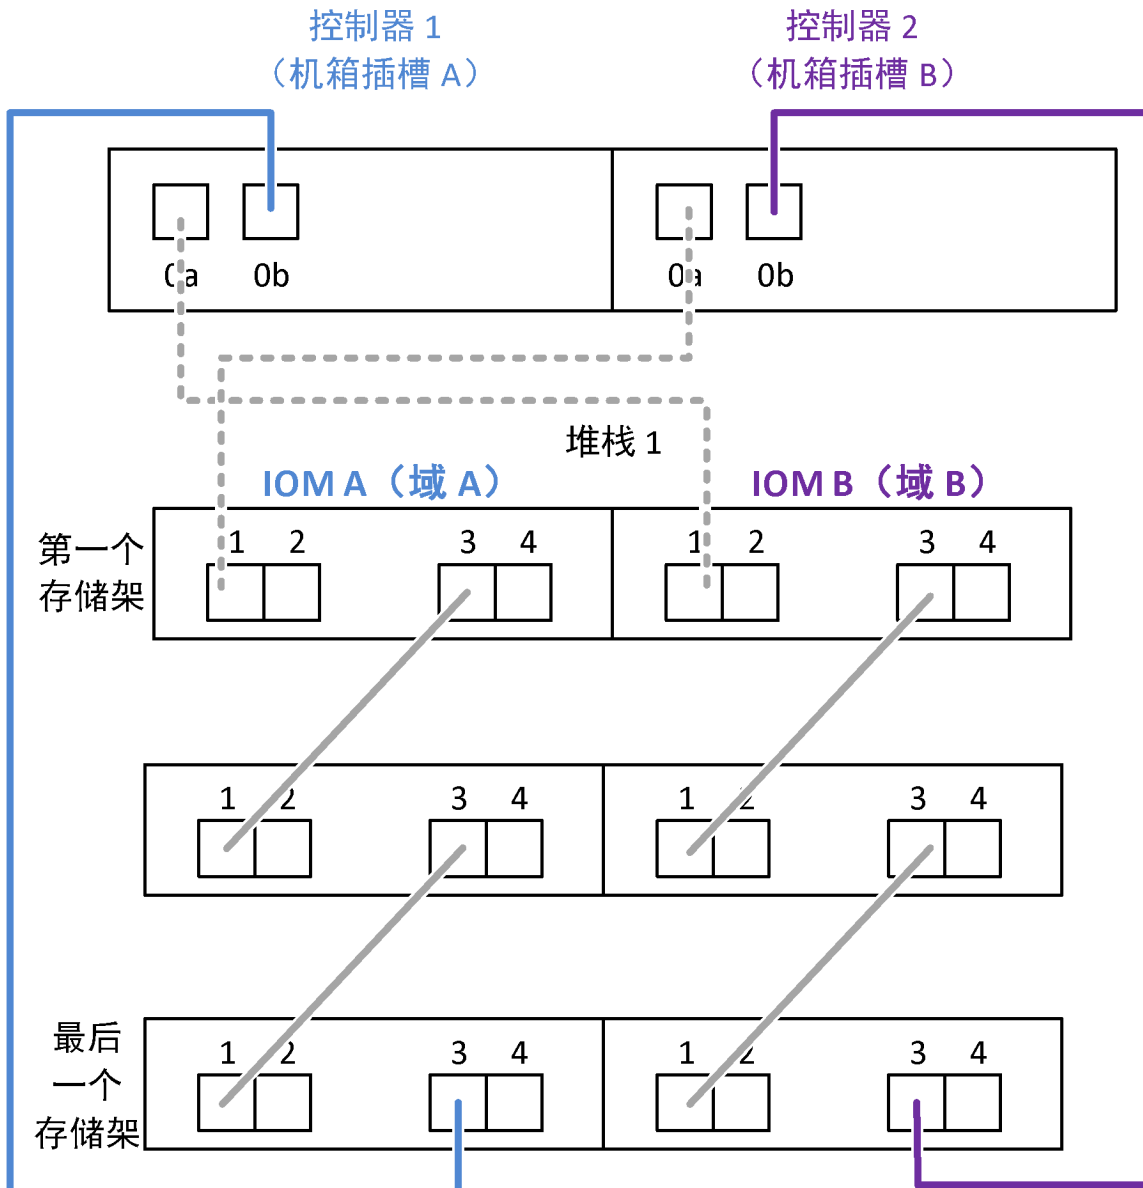 控制器 1
（机箱插槽 A）
控制器 2
（机箱插槽 B）
0a 0b
0a 0b
堆栈 1
IOM A（域 A）
IOM B（域 B）
第一个
存储架
1 2 3 4
1 2 3 4
1 2 3 4
1 2 3 4
最后
一个
存储架
1 2 3 4
1 2 3 4